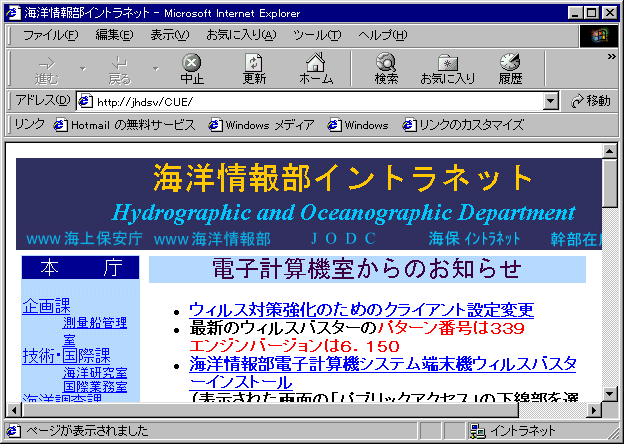 海洋情報部イントラネット - Microsoft Internet Explorer
ファイル(F) 編集(E) 表示(V) お気に入り(A) ツール(T) ヘルプ(H)
進む 戻る 中止 更新 ホーム 検索 お気に入り 履歴
アドレス(D) http://jhdsv/CUE/ 移動
リンク Hotmail の無料サービス Windows メディア Windows リンクのカスタマイズ
海洋情報部イントラネット
Hydrographic and Oceanographic Department
www海上保安庁 www海洋情報部 JODC 海保イントラネット 幹部在
本 庁
企画課
測量船管理
室
技術・国際課
海洋研究室
国際業務室
海洋調査課
電子計算機室からのお知らせ
ウィルス対策強化のためのクライアント設定変更
最新のウィルスバスターのパターン番号は339
エンジンバージョンは6．150
海洋情報部電子計算機システム端末機ウィルスバスタ
ーインストール
（表示された画面の「パブリックアクセス」の下線部を選
ページが表示されました イントラネット